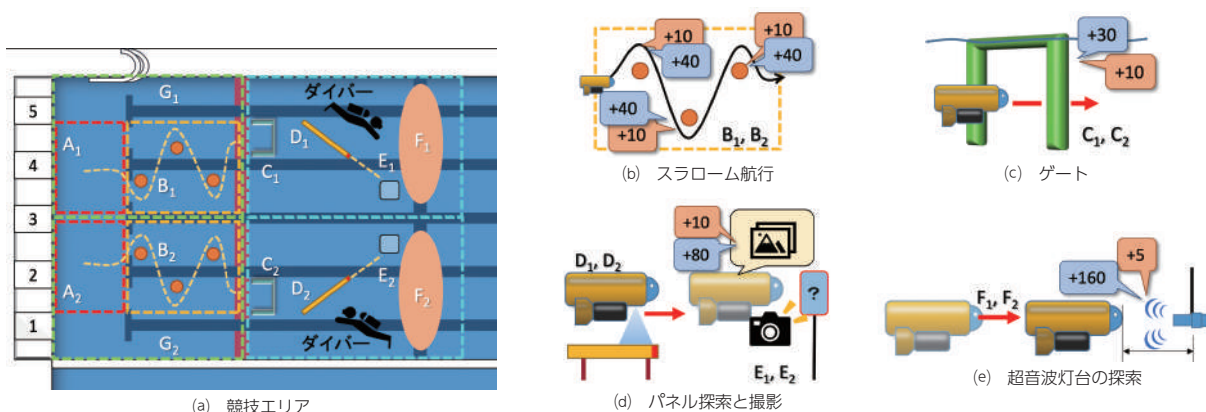 5
4
3
2
1
A1
A2
G1
G2
B1
B2
C1
C2
D1
D2
E1
E2
F1
F2
ダイバー
ダイバー
(a) 競技エリア
+10
+40
+40
+10
+10
+40
B1, B2
(b) スラローム航行
+30
+10
C1, C2
(c) ゲート
D1, D2
+10
+80
?
E1, E2
(d) パネル探索と撮影
F1, F2
+160
+5
(e) 超音波灯台の探索